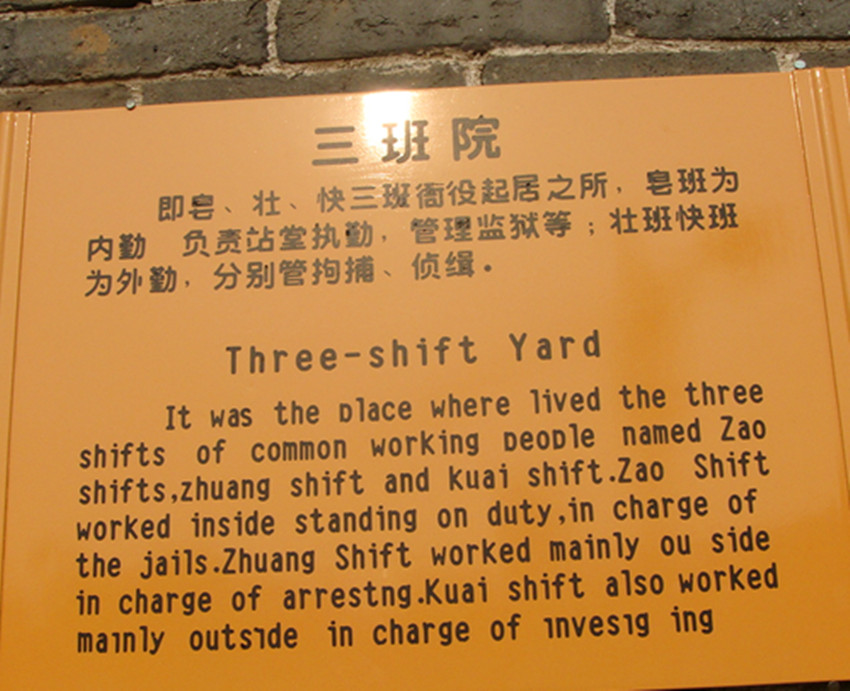 三班院
即皂、壮、快三班衙役起居之所，皂班为
内勤 负责站堂执勤，管理监狱等；壮班快班
为外勤，分别管拘捕、侦缉。
Three-shift Yard
It was the place where lived the three
shifts of common working people named Zao
shifts,zhuang shift and kuai shift.Zao Shift
worked inside standing on duty,in charge of
the jails.Zhuang Shift worked mainly ou side
in charge of arrestng.Kuai shift also worked
mainly outside in charge of invesig ing